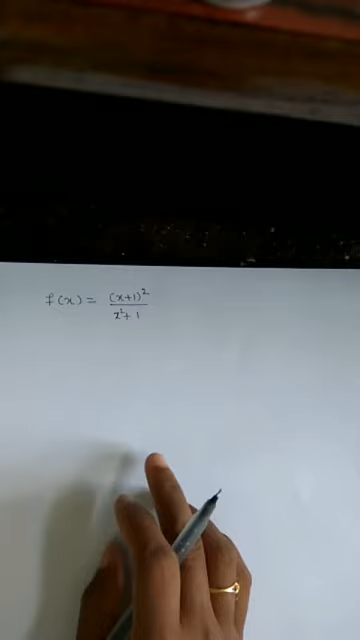 f(x) = (x+1)² / x²+1